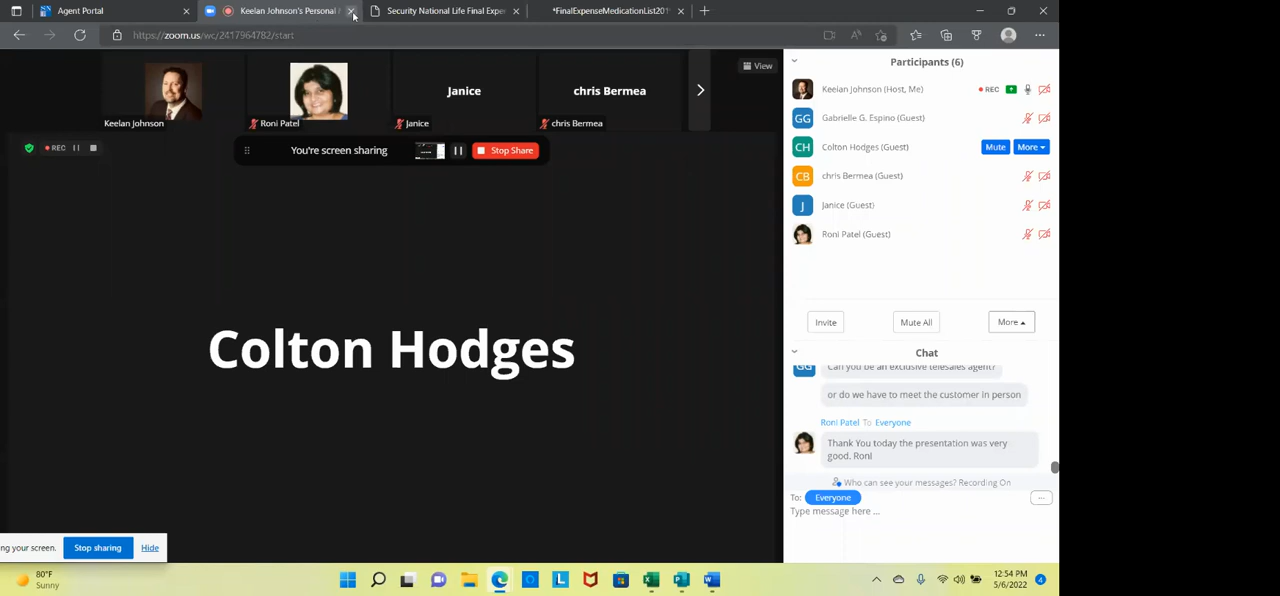 Agent Portal
Keelan Johnson's Personal
Security National Life Final Expe
*FinalExpenseMedicationList201
https://zoom.us/wc/2417964782/start
Janice
chris Bermea
Keelan Johnson
Roni Patel
Janice
chris Bermea
View
REC
You're screen sharing
Stop Share
Colton Hodges
Participants (6)
Keelan Johnson (Host, Me)
REC
GG
Gabrielle G. Espino (Guest)
CH
Colton Hodges (Guest)
Mute
More
CB
chris Bermea (Guest)
J
Janice (Guest)
Roni Patel (Guest)
Invite
Mute All
More
Chat
GG
Can you be an exclusive telesales agent?
or do we have to meet the customer in person
Roni Patel To Everyone
Thank You today the presentation was very
good. Roni
Who can see your messages? Recording On
To: Everyone
Type message here ...
ng your screen.
Stop sharing
Hide
80°F
Sunny
12:54 PM
5/6/2022
4